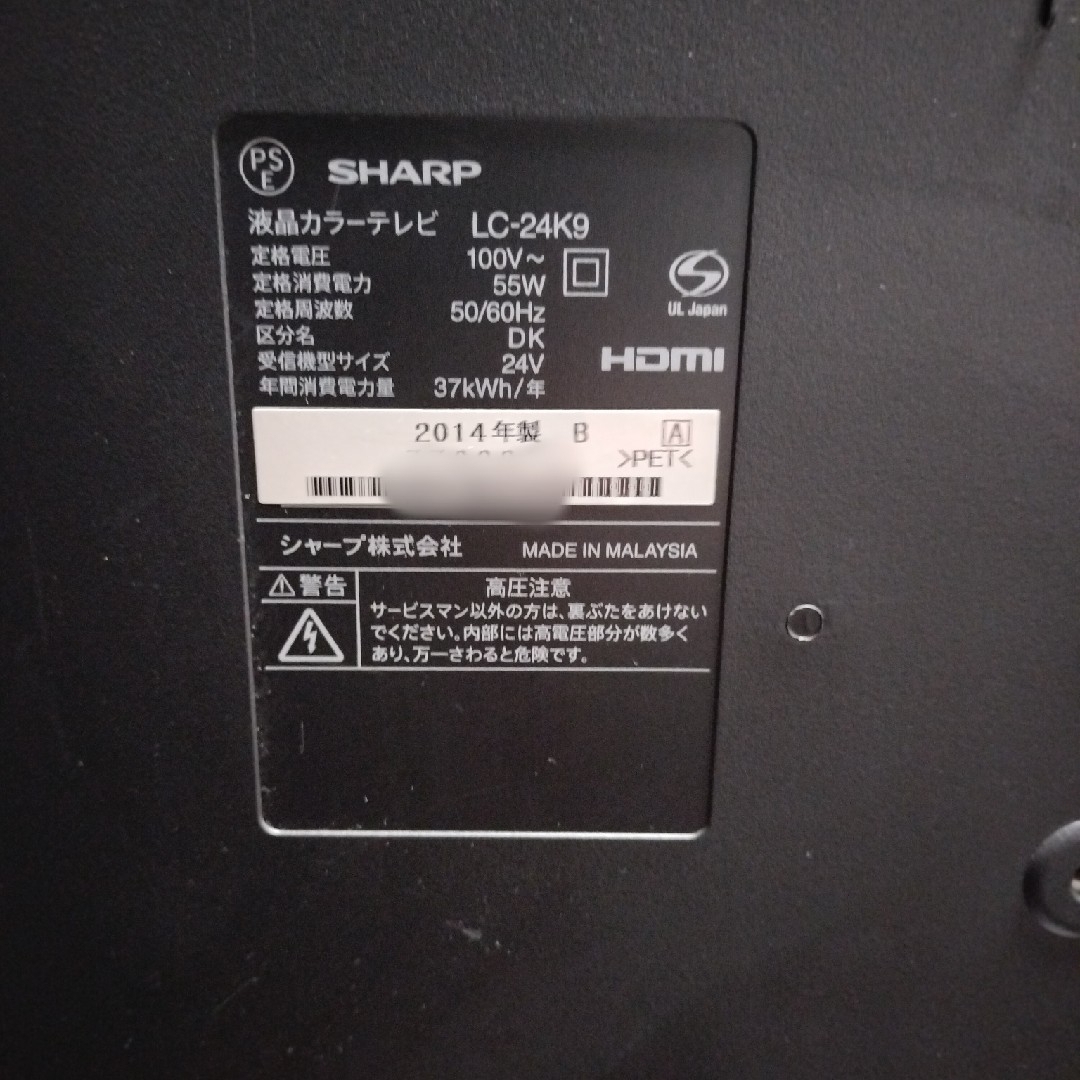 PS
E
SHARP
液晶カラーテレビ LC-24K9
定格電圧 100V～
定格消費電力 55W
定格周波数 50/60Hz
区分名 DK
受信機型サイズ 24V
年間消費電力量 37kWh/年
S
UL Japan
HDMI
2014年製 B A
>PET<
シャープ株式会社 MADE IN MALAYSIA
⚠警告 高圧注意
サービスマン以外の方は、裏ぶたをあけない
でください。内部には高電圧部分が数多く
あり、万一さわると危険です。